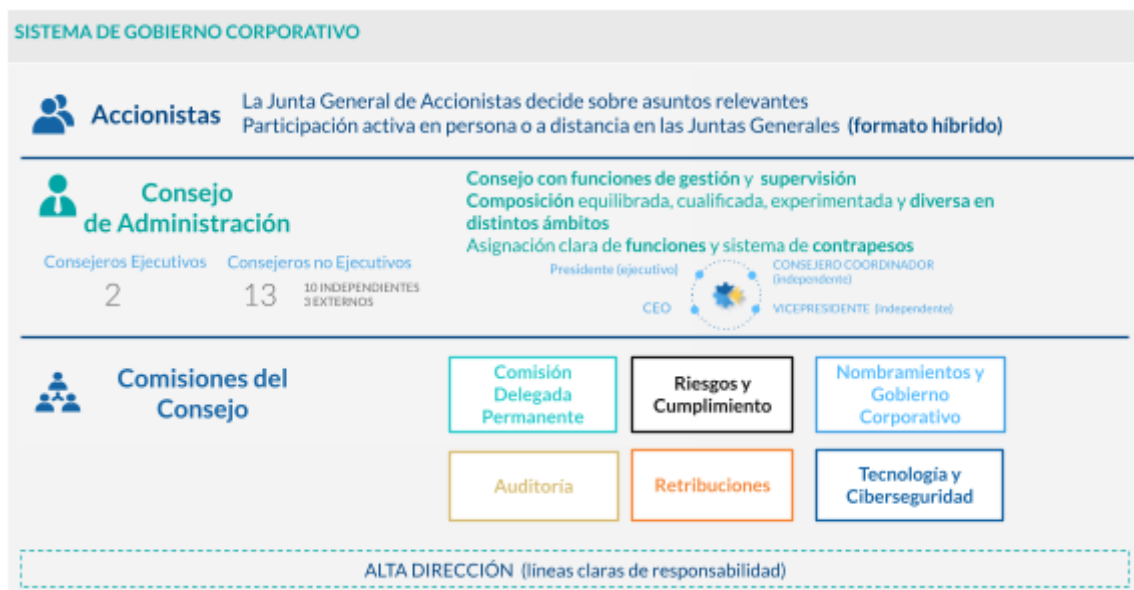 SISTEMA DE GOBIERNO CORPORATIVO
Accionistas
La Junta General de Accionistas decide sobre asuntos relevantes
Participación activa en persona o a distancia en las Juntas Generales (formato híbrido)
Consejo
de Administración
Consejeros Ejecutivos
2
Consejeros no Ejecutivos
13
10 INDEPENDIENTES
3 EXTERNOS
Consejo con funciones de gestión y supervisión
Composición equilibrada, cualificada, experimentada y diversa en
distintos ámbitos
Asignación clara de funciones y sistema de contrapesos
Presidente (ejecutivo)
CONSEJERO COORDINADOR
(independente)
CEO
VICEPRESIDENTE (independente)
Comisiones del
Consejo
Comisión
Delegada
Permanente
Riesgos y
Cumplimiento
Nombramientos y
Gobierno
Corporativo
Auditoría
Retribuciones
Tecnología y
Ciberseguridad
ALTA DIRECCIÓN (líneas claras de responsabilidad)